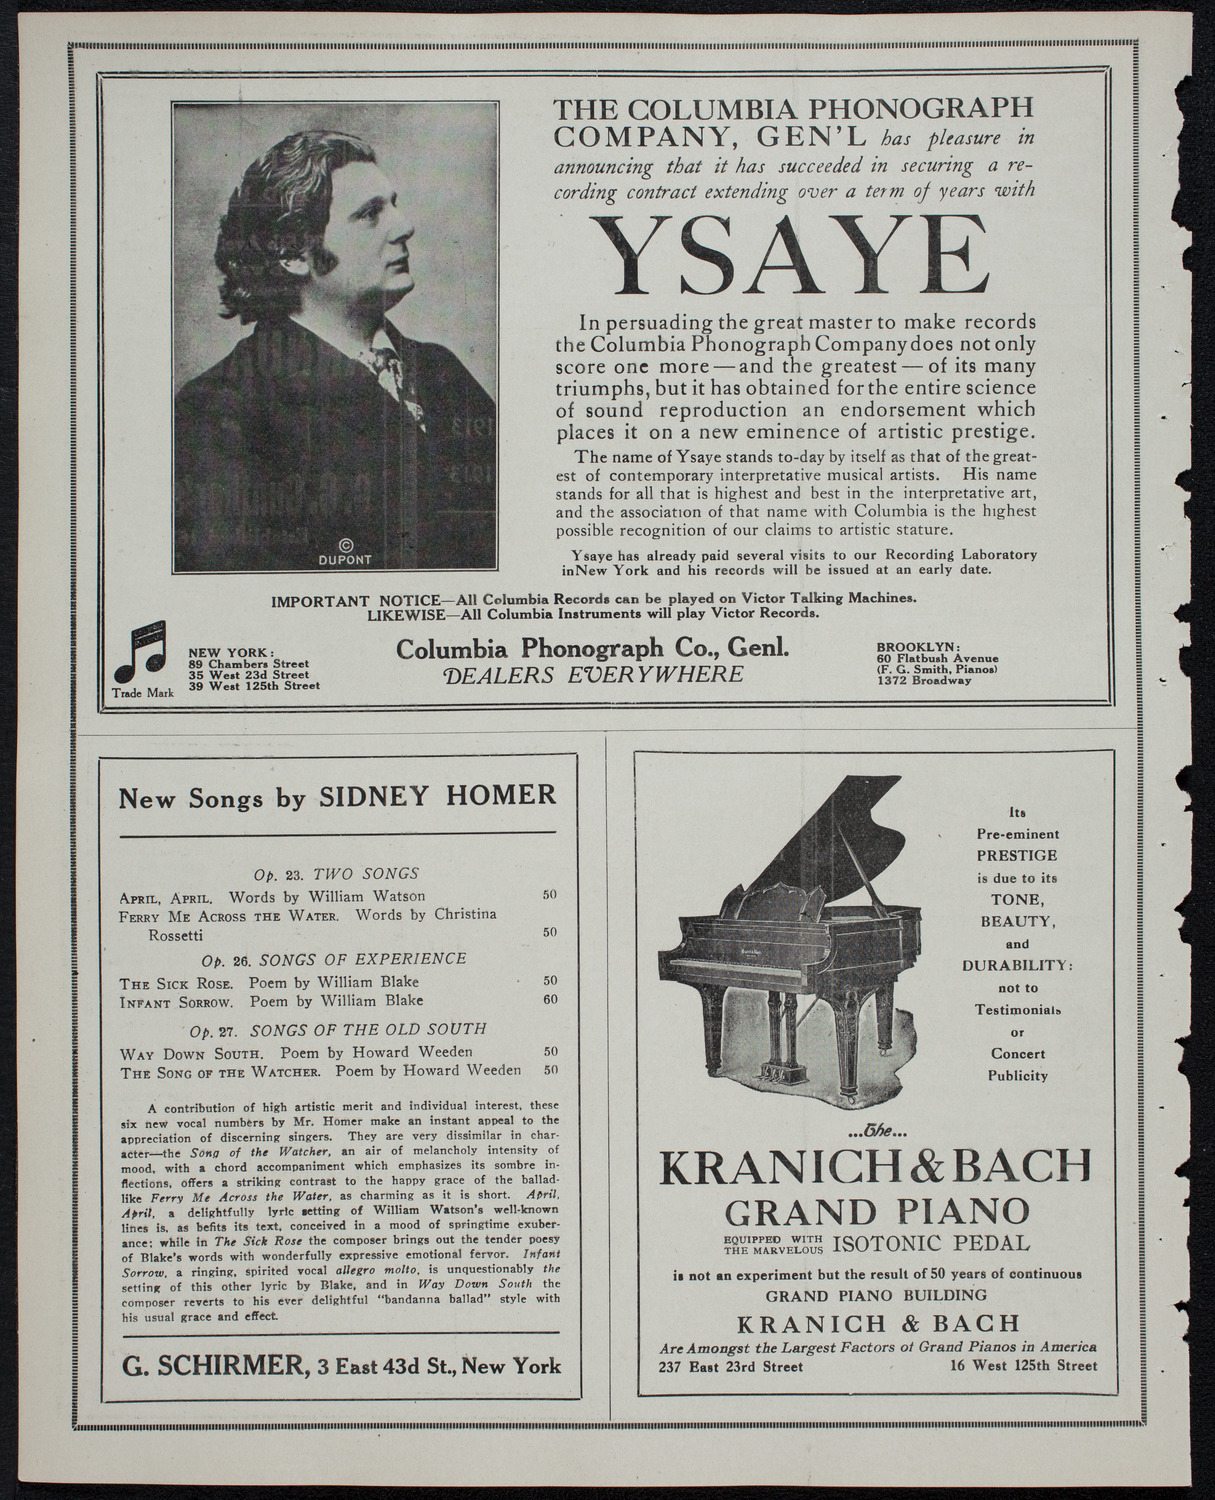 THE COLUMBIA PHONOGRAPH
COMPANY, GEN'L has pleasure in
announcing that it has succeeded in securing a re-
cording contract extending over a term of years with
YSAYE
In persuading the great master to make records
the Columbia Phonograph Company does not only
score one more — and the greatest — of its many
triumphs, but it has obtained for the entire science
of sound reproduction an endorsement which
places it on a new eminence of artistic prestige.
The name of Ysaye stands to-day by itself as that of the great-
est of contemporary interpretative musical artists. His name
stands for all that is highest and best in the interpretative art,
and the association of that name with Columbia is the highest
possible recognition of our claims to artistic stature.
Ysaye has already paid several visits to our Recording Laboratory
inNew York and his records will be issued at an early date.
©
DUPONT
IMPORTANT NOTICE—All Columbia Records can be played on Victor Talking Machines.
LIKEWISE—All Columbia Instruments will play Victor Records.
Trade Mark
NEW YORK:
89 Chambers Street
35 West 23d Street
39 West 125th Street
Columbia Phonograph Co., Genl.
DEALERS EVERYWHERE
BROOKLYN:
60 Flatbush Avenue
(F. G. Smith, Pianos)
1372 Broadway
New Songs by SIDNEY HOMER
Op. 23. TWO SONGS
APRIL, APRIL. Words by William Watson 50
FERRY ME ACROSS THE WATER. Words by Christina
Rossetti 50
Op. 26. SONGS OF EXPERIENCE
THE SICK ROSE. Poem by William Blake 50
INFANT SORROW. Poem by William Blake 60
Op. 27. SONGS OF THE OLD SOUTH
WAY DOWN SOUTH. Poem by Howard Weeden 50
THE SONG OF THE WATCHER. Poem by Howard Weeden 50
A contribution of high artistic merit and individual interest, these
six new vocal numbers by Mr. Homer make an instant appeal to the
appreciation of discerning singers. They are very dissimilar in char-
acter—the Song of the Watcher, an air of melancholy intensity of
mood, with a chord accompaniment which emphasizes its sombre in-
flections, offers a striking contrast to the happy grace of the ballad-
like Ferry Me Across the Water, as charming as it is short. April,
April, a delightfully lyric setting of William Watson's well-known
lines is, as befits its text, conceived in a mood of springtime exuber-
ance; while in The Sick Rose the composer brings out the tender poesy
of Blake's words with wonderfully expressive emotional fervor. Infant
Sorrow, a ringing, spirited vocal allegro molto, is unquestionably the
setting of this other lyric by Blake, and in Way Down South the
composer reverts to his ever delightful "bandanna ballad" style with
his usual grace and effect.
G. SCHIRMER, 3 East 43d St., New York
Its
Pre-eminent
PRESTIGE
is due to its
TONE,
BEAUTY,
and
DURABILITY:
not to
Testimonials
or
Concert
Publicity
...The...
KRANICH & BACH
GRAND PIANO
EQUIPPED WITH
THE MARVELOUS ISOTONIC PEDAL
is not an experiment but the result of 50 years of continuous
GRAND PIANO BUILDING
KRANICH & BACH
Are Amongst the Largest Factors of Grand Pianos in America
237 East 23rd Street 16 West 125th Street